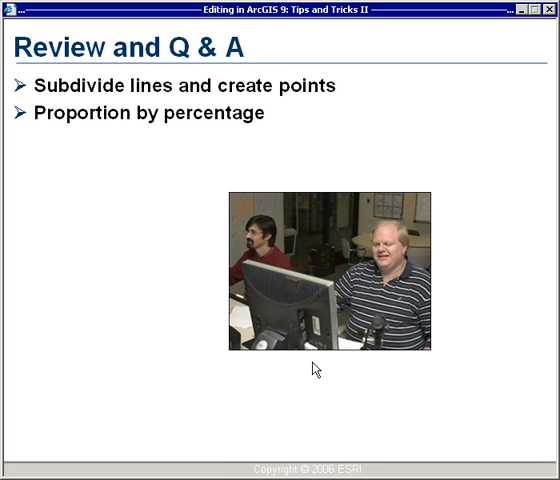 Editing in ArcGIS 9: Tips and Tricks II
Review and Q & A
Subdivide lines and create points
Proportion by percentage
Copyright © 2006 ESRI